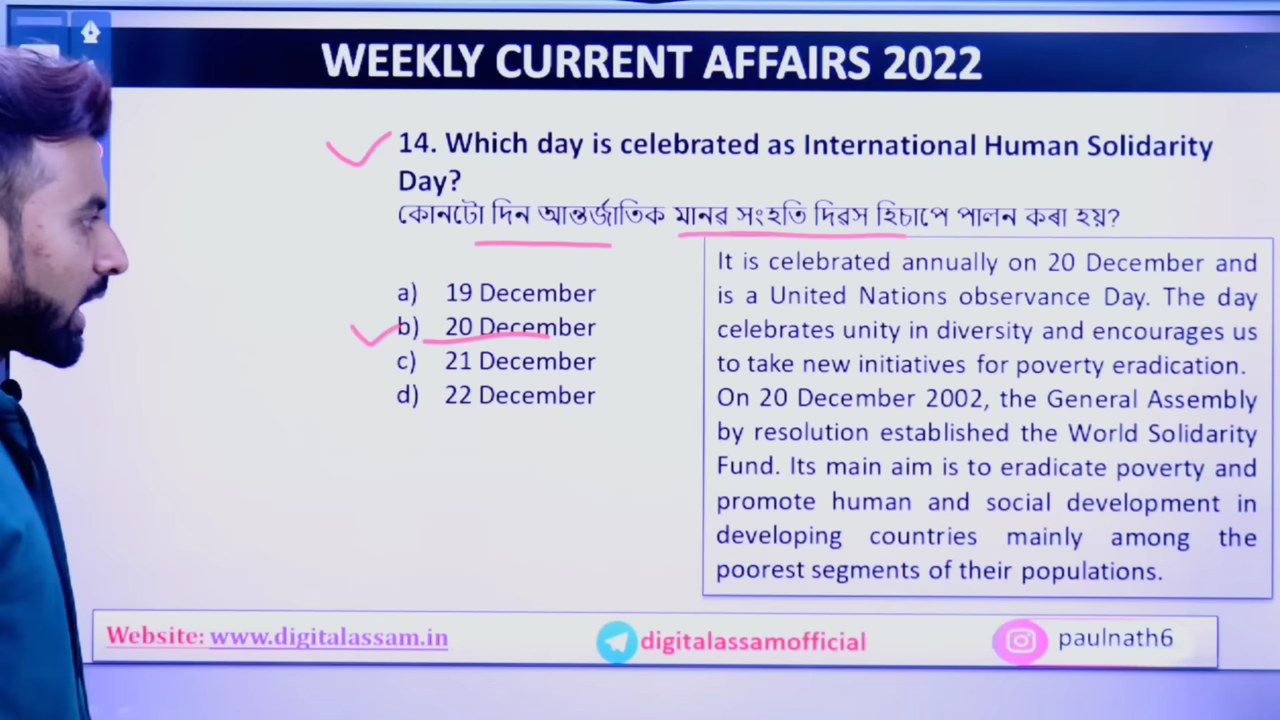 WEEKLY CURRENT AFFAIRS 2022
14. Which day is celebrated as International Human Solidarity
Day?
কোনটো দিন আন্তৰ্জাতিক মানৱ সংহতি দিৱস হিচাপে পালন কৰা হয়?
a) 19 December
b) 20 December
c) 21 December
d) 22 December
It is celebrated annually on 20 December and
is a United Nations observance Day. The day
celebrates unity in diversity and encourages us
to take new initiatives for poverty eradication.
On 20 December 2002, the General Assembly
by resolution established the World Solidarity
Fund. Its main aim is to eradicate poverty and
promote human and social development in
developing countries mainly among the
poorest segments of their populations.
Website: www.digitalassam.in
digitalassamofficial
paulnath6